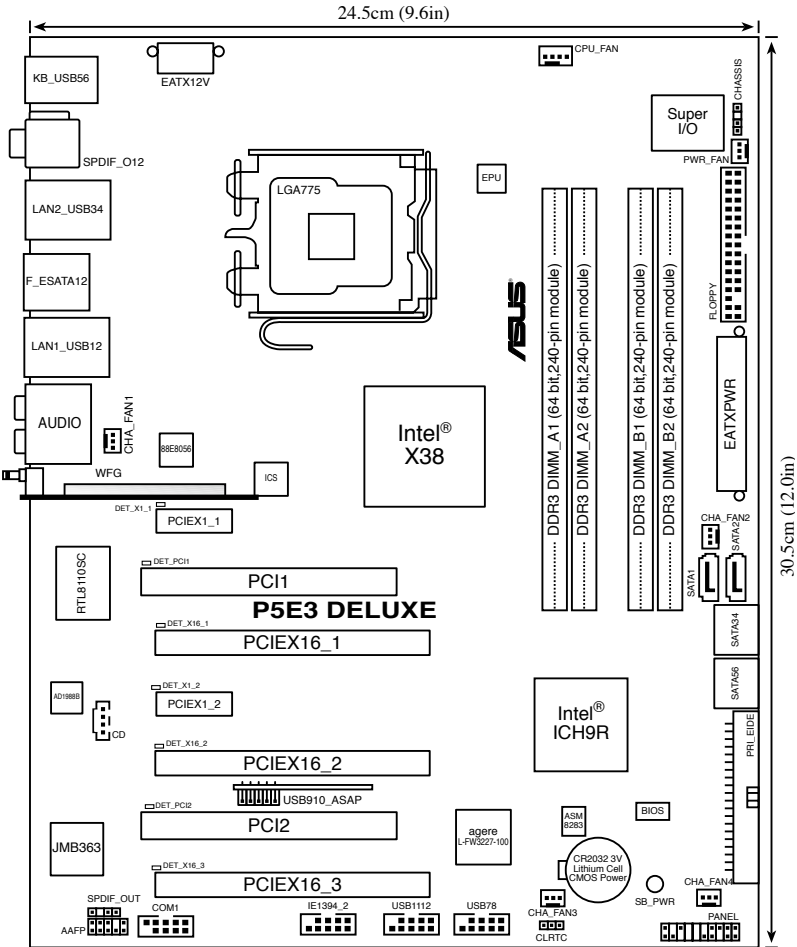 24.5cm (9.6in)
KB_USB56
EATX12V
CPU_FAN
CHASSIS
Super
I/O
PWR_FAN
SPDIF_O12
LGA775
EPU
LAN2_USB34
F_ESATA12
LAN1_USB12
ASUS
DDR3 DIMM_A1 (64 bit,240-pin module)
DDR3 DIMM_A2 (64 bit,240-pin module)
DDR3 DIMM_B1 (64 bit,240-pin module)
DDR3 DIMM_B2 (64 bit,240-pin module)
FLOPPY
EATXPWR
AUDIO
CHA_FAN1
88E8056
Intel®
X38
WFG
ICS
30.5cm (12.0in)
DET_X1_1
PCIEX1_1
CHA_FAN2
SATA2
SATA1
RTL8110SC
DET_PCI1
PCI1
P5E3 DELUXE
DET_X16_1
PCIEX16_1
SATA34
SATA56
AD1988B
CD
DET_X1_2
PCIEX1_2
Intel®
ICH9R
PRI_EIDE
DET_X16_2
PCIEX16_2
USB910_ASAP
DET_PCI2
PCI2
agere
L-FW3227-100
ASM
8283
BIOS
JMB363
CR2032 3V
Lithium Cell
CMOS Power
DET_X16_3
PCIEX16_3
SB_PWR
CHA_FAN4
SPDIF_OUT
AAFP
COM1
IE1394_2
USB1112
USB78
CHA_FAN3
CLRTC
PANEL